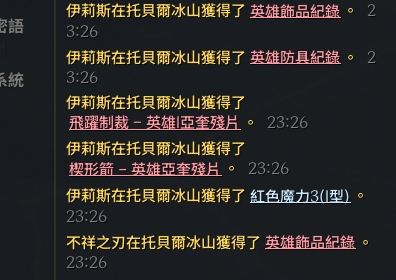 伊莉斯在托貝爾冰山獲得了 英雄飾品紀錄 。 2
3:26
密語
伊莉斯在托貝爾冰山獲得了 英雄防具紀錄 。 2
3:26
系統
伊莉斯在托貝爾冰山獲得了
飛躍制裁 – 英雄|亞奎殘片 。 23:26
伊莉斯在托貝爾冰山獲得了
楔形箭 – 英雄亞奎殘片 。 23:26
伊莉斯在托貝爾冰山獲得了 紅色魔力3(I型) 。
23:26
不祥之刃在托貝爾冰山獲得了 英雄飾品紀錄 。
23:26